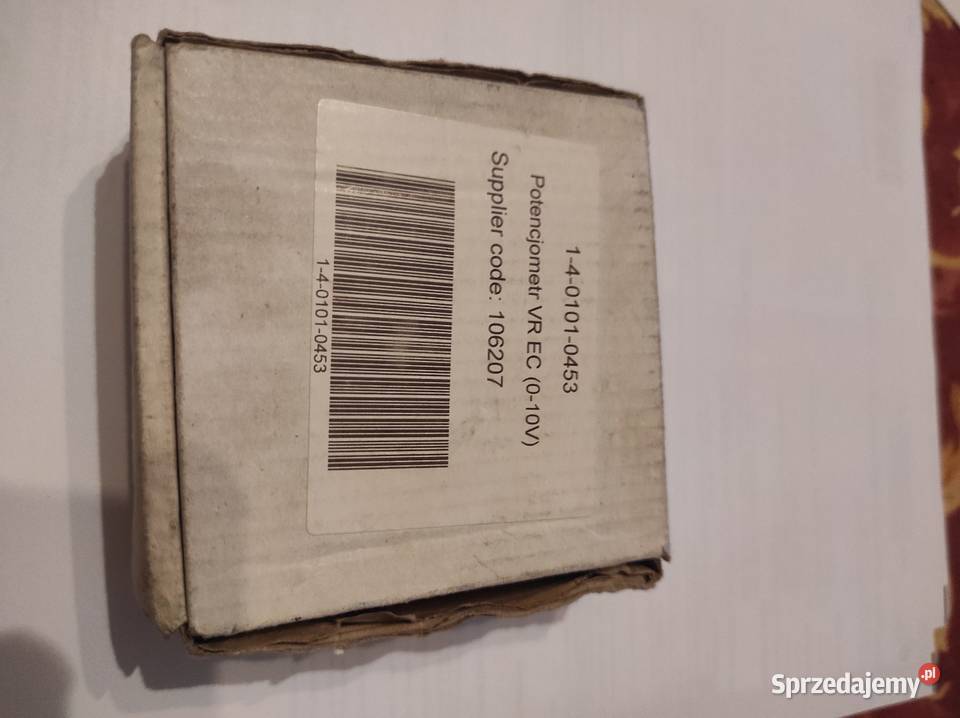 1-4-0101-0453
Potencjometr VR EC (0-10V)
Supplier code: 106207
1-4-0101-0453
Sprzedajemy.pl